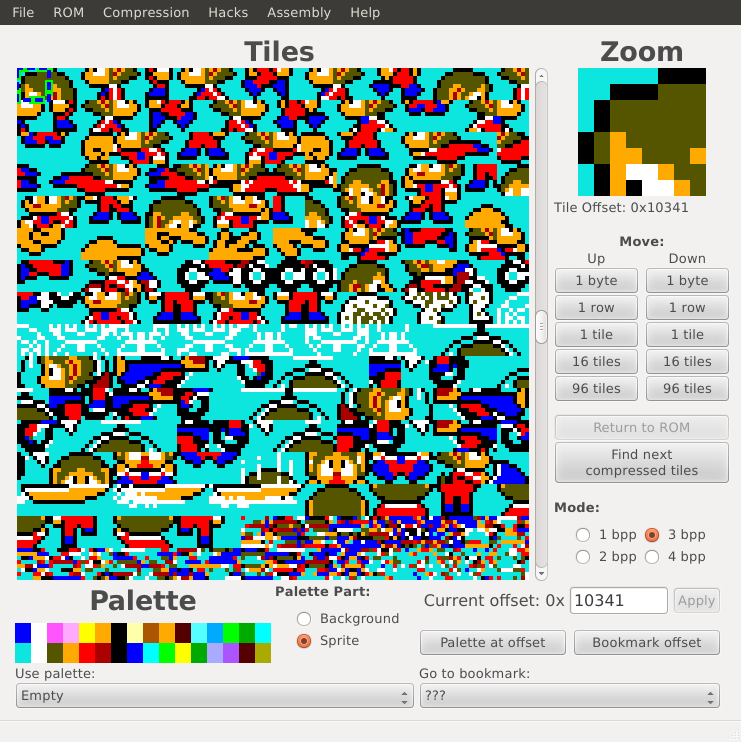 File ROM Compression Hacks Assembly Help
Tiles
Zoom
Tile Offset: 0x10341
Move:
Up Down
1 byte 1 byte
1 row 1 row
1 tile 1 tile
16 tiles 16 tiles
96 tiles 96 tiles
Return to ROM
Find next
compressed tiles
Mode:
1 bpp 3 bpp
2 bpp 4 bpp
Palette
Palette Part:
Background
Sprite
Current offset: 0x 10341 Apply
Palette at offset Bookmark offset
Use palette:
Empty
Go to bookmark:
???